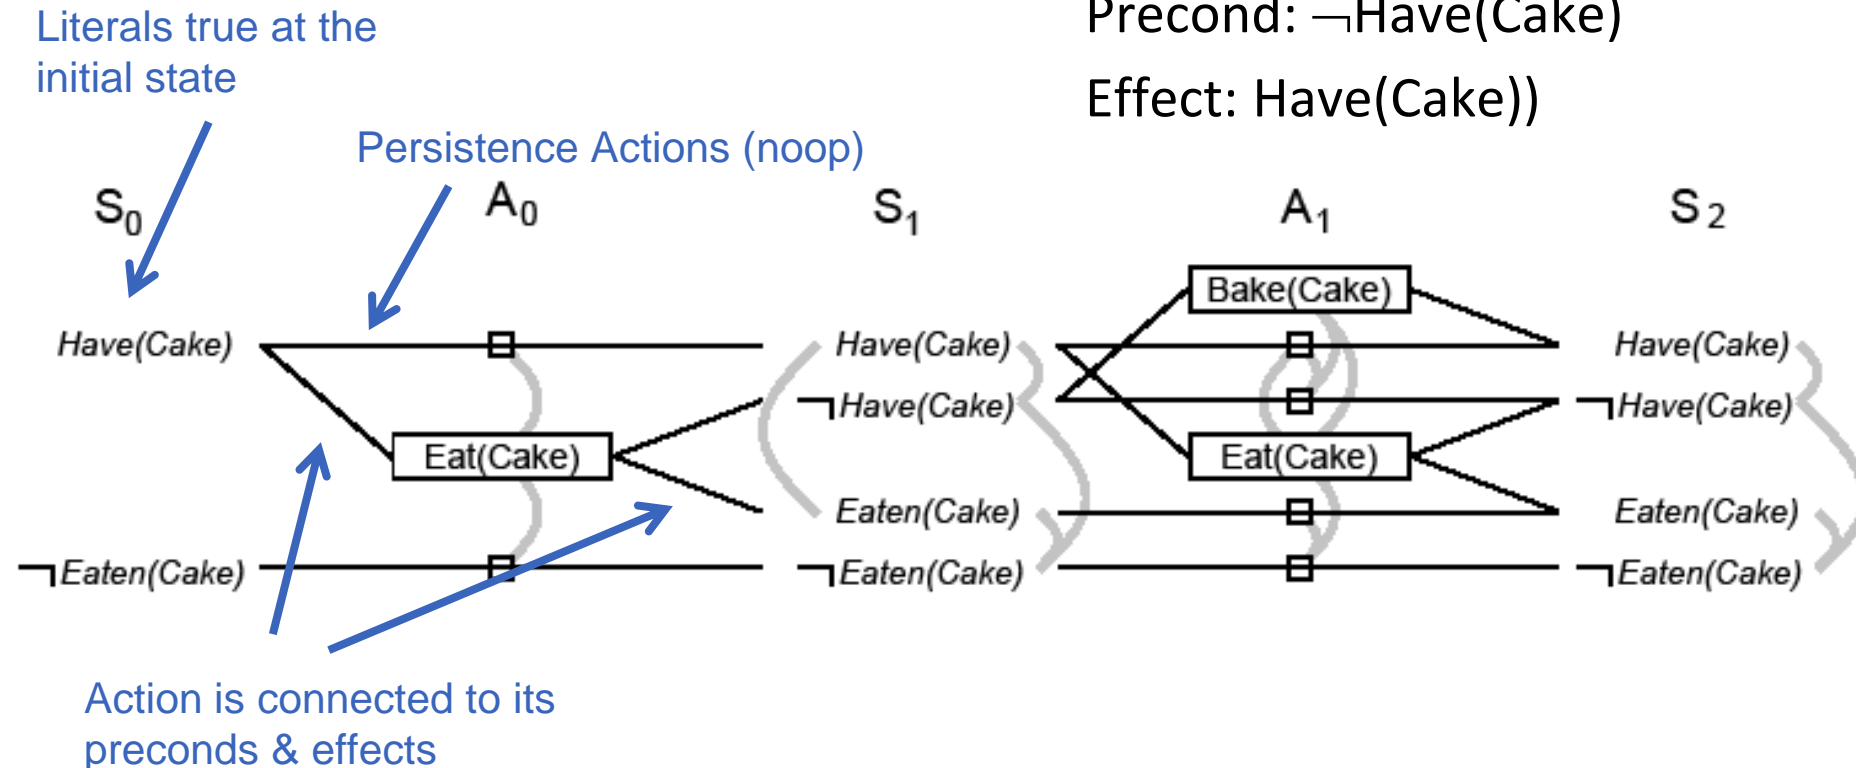 Literals true at the
initial state
Precond: ¬Have(Cake)
Effect: Have(Cake))
Persistence Actions (noop)
S0 A0 S1 A1 S2
Bake(Cake)
Have(Cake) Have(Cake) Have(Cake)
¬Have(Cake) ¬Have(Cake)
Eat(Cake) Eat(Cake)
Eaten(Cake) Eaten(Cake)
¬Eaten(Cake) ¬Eaten(Cake) ¬Eaten(Cake)
Action is connected to its
preconds & effects